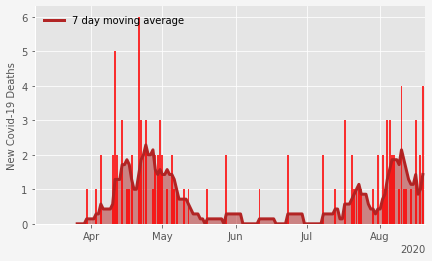 7 day moving average
New Covid-19 Deaths
6
5
4
3
2
1
0
Apr
May
Jun
Jul
Aug
2020